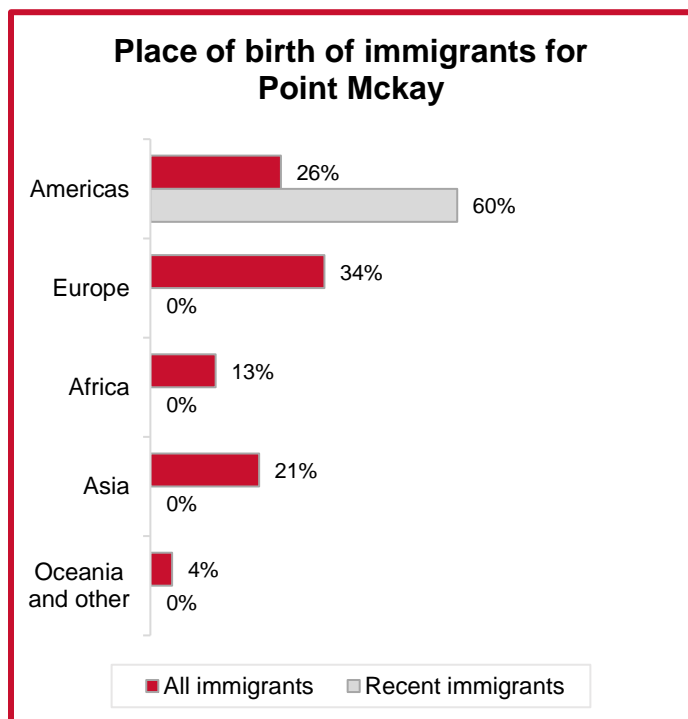 Place of birth of immigrants for
Point Mckay
Americas
26%
60%
Europe
34%
0%
Africa
13%
0%
Asia
21%
0%
Oceania
and other
4%
0%
All immigrants
Recent immigrants